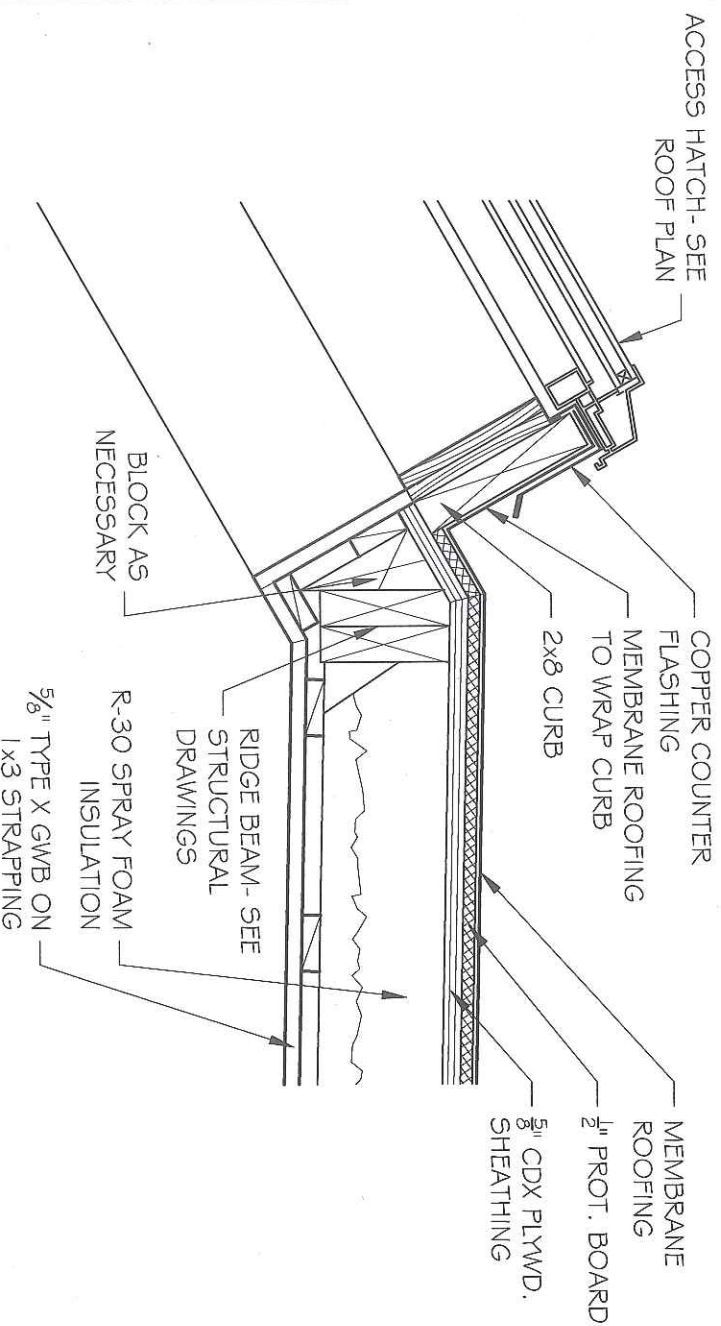 ACCESS HATCH- SEE
ROOF PLAN
COPPER COUNTER
FLASHING
MEMBRANE ROOFING
TO WRAP CURB
2x8 CURB
MEMBRANE
ROOFING
1/2" PROT. BOARD
5/8" CDX PLYWD.
SHEATHING
BLOCK AS
NECESSARY
RIDGE BEAM- SEE
STRUCTURAL
DRAWINGS
R-30 SPRAY FOAM
INSULATION
5/8" TYPE X GWB ON
1x3 STRAPPING